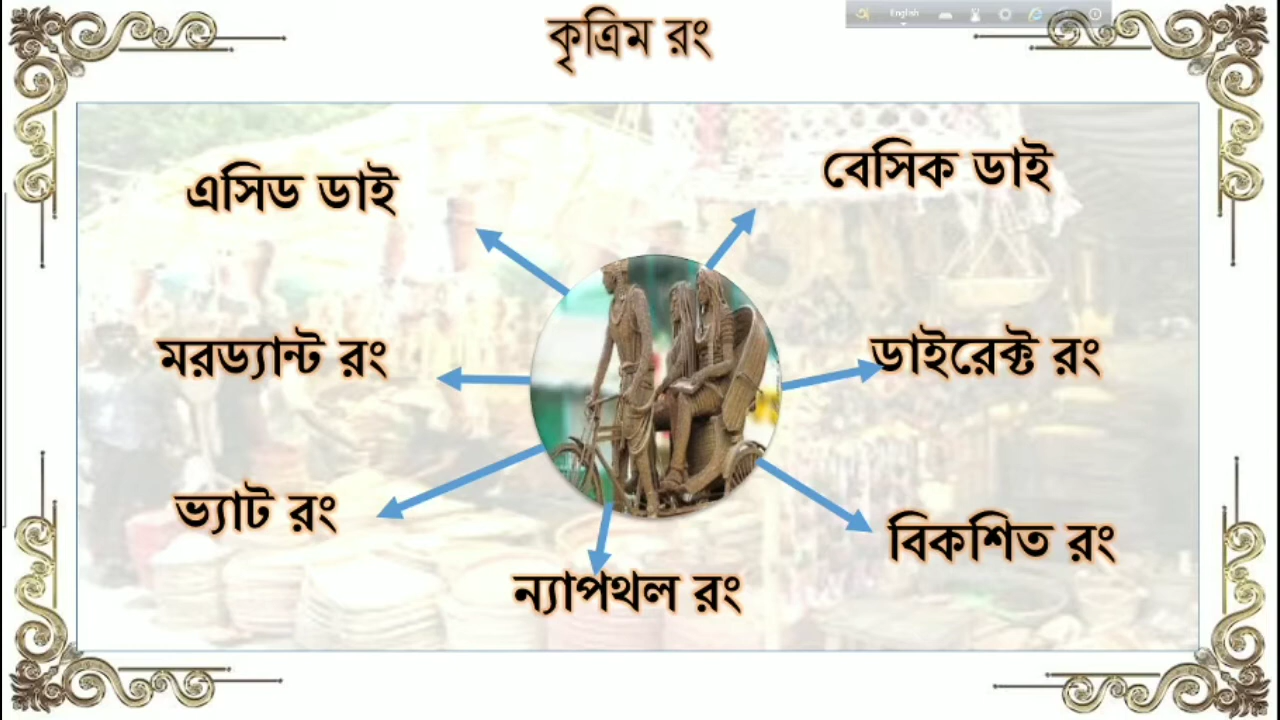 কৃত্রিম রং
English
এসিড ডাই
বেসিক ডাই
মরড্যান্ট রং
ডাইরেক্ট রং
ভ্যাট রং
বিকশিত রং
ন্যাপথল রং